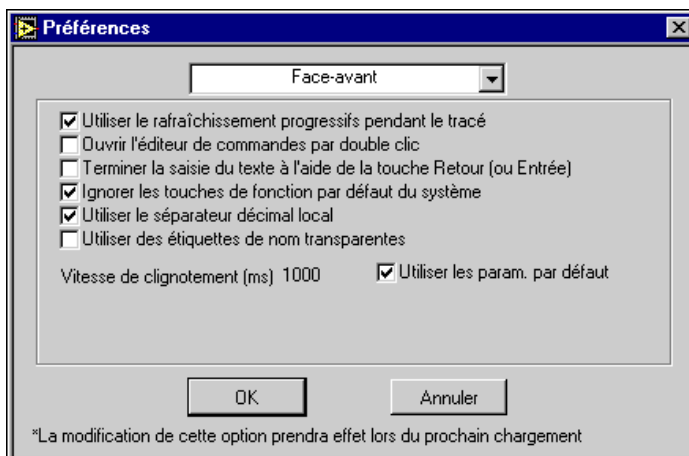 Préférences
Face-avant
Utiliser le rafraîchissement progressifs pendant le tracé
Ouvrir l'éditeur de commandes par double clic
Terminer la saisie du texte à l'aide de la touche Retour (ou Entrée)
Ignorer les touches de fonction par défaut du système
Utiliser le séparateur décimal local
Utiliser des étiquettes de nom transparentes
Vitesse de clignotement (ms) 1000 Utiliser les param. par défaut
OK Annuler
*La modification de cette option prendra effet lors du prochain chargement